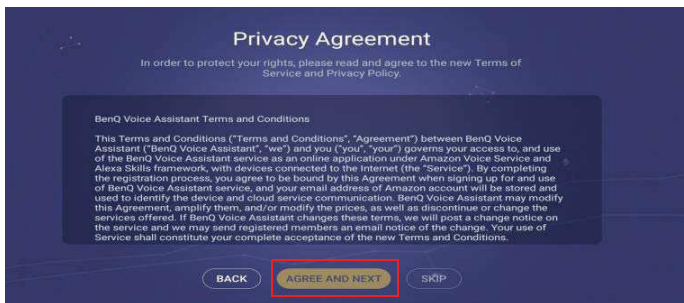 Privacy Agreement
In order to protect your rights, please read and agree to the new Terms of
Service and Privacy Policy.
BenQ Voice Assistant Terms and Conditions
This Terms and Conditions ("Terms and Conditions", "Agreement") between BenQ Voice
Assistant ("BenQ Voice Assistant", "we") and you ("you", "your") governs your access to, and use
of the BenQ Voice Assistant service as an online application under Amazon Voice Service and
Alexa Skills framework, with devices connected to the Internet (the "Service"). By completing
the registration process, you agree to be bound by this Agreement when signing up for and use
of BenQ Voice Assistant service, and your email address of Amazon account will be stored and
used to identify the device and cloud service communication. BenQ Voice Assistant may modify
this Agreement, amplify them, and/or modify the prices, as well as discontinue or change the
services offered. If BenQ Voice Assistant changes these terms, we will post a change notice on
the service and we may send registered members an email notice of the change. Your use of
Service shall constitute your complete acceptance of the new Terms and Conditions.
BACK AGREE AND NEXT SKIP